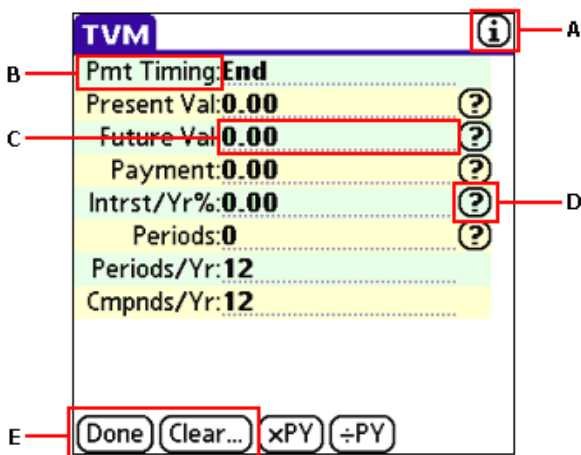 TVM i A
B Pmt Timing: End
Present Val: 0.00 ?
C Future Val: 0.00 ?
Payment: 0.00 ?
Intrst/Yr%: 0.00 ? D
Periods: 0 ?
Periods/Yr: 12
Cmpnds/Yr: 12
E Done Clear... xPY ÷PY